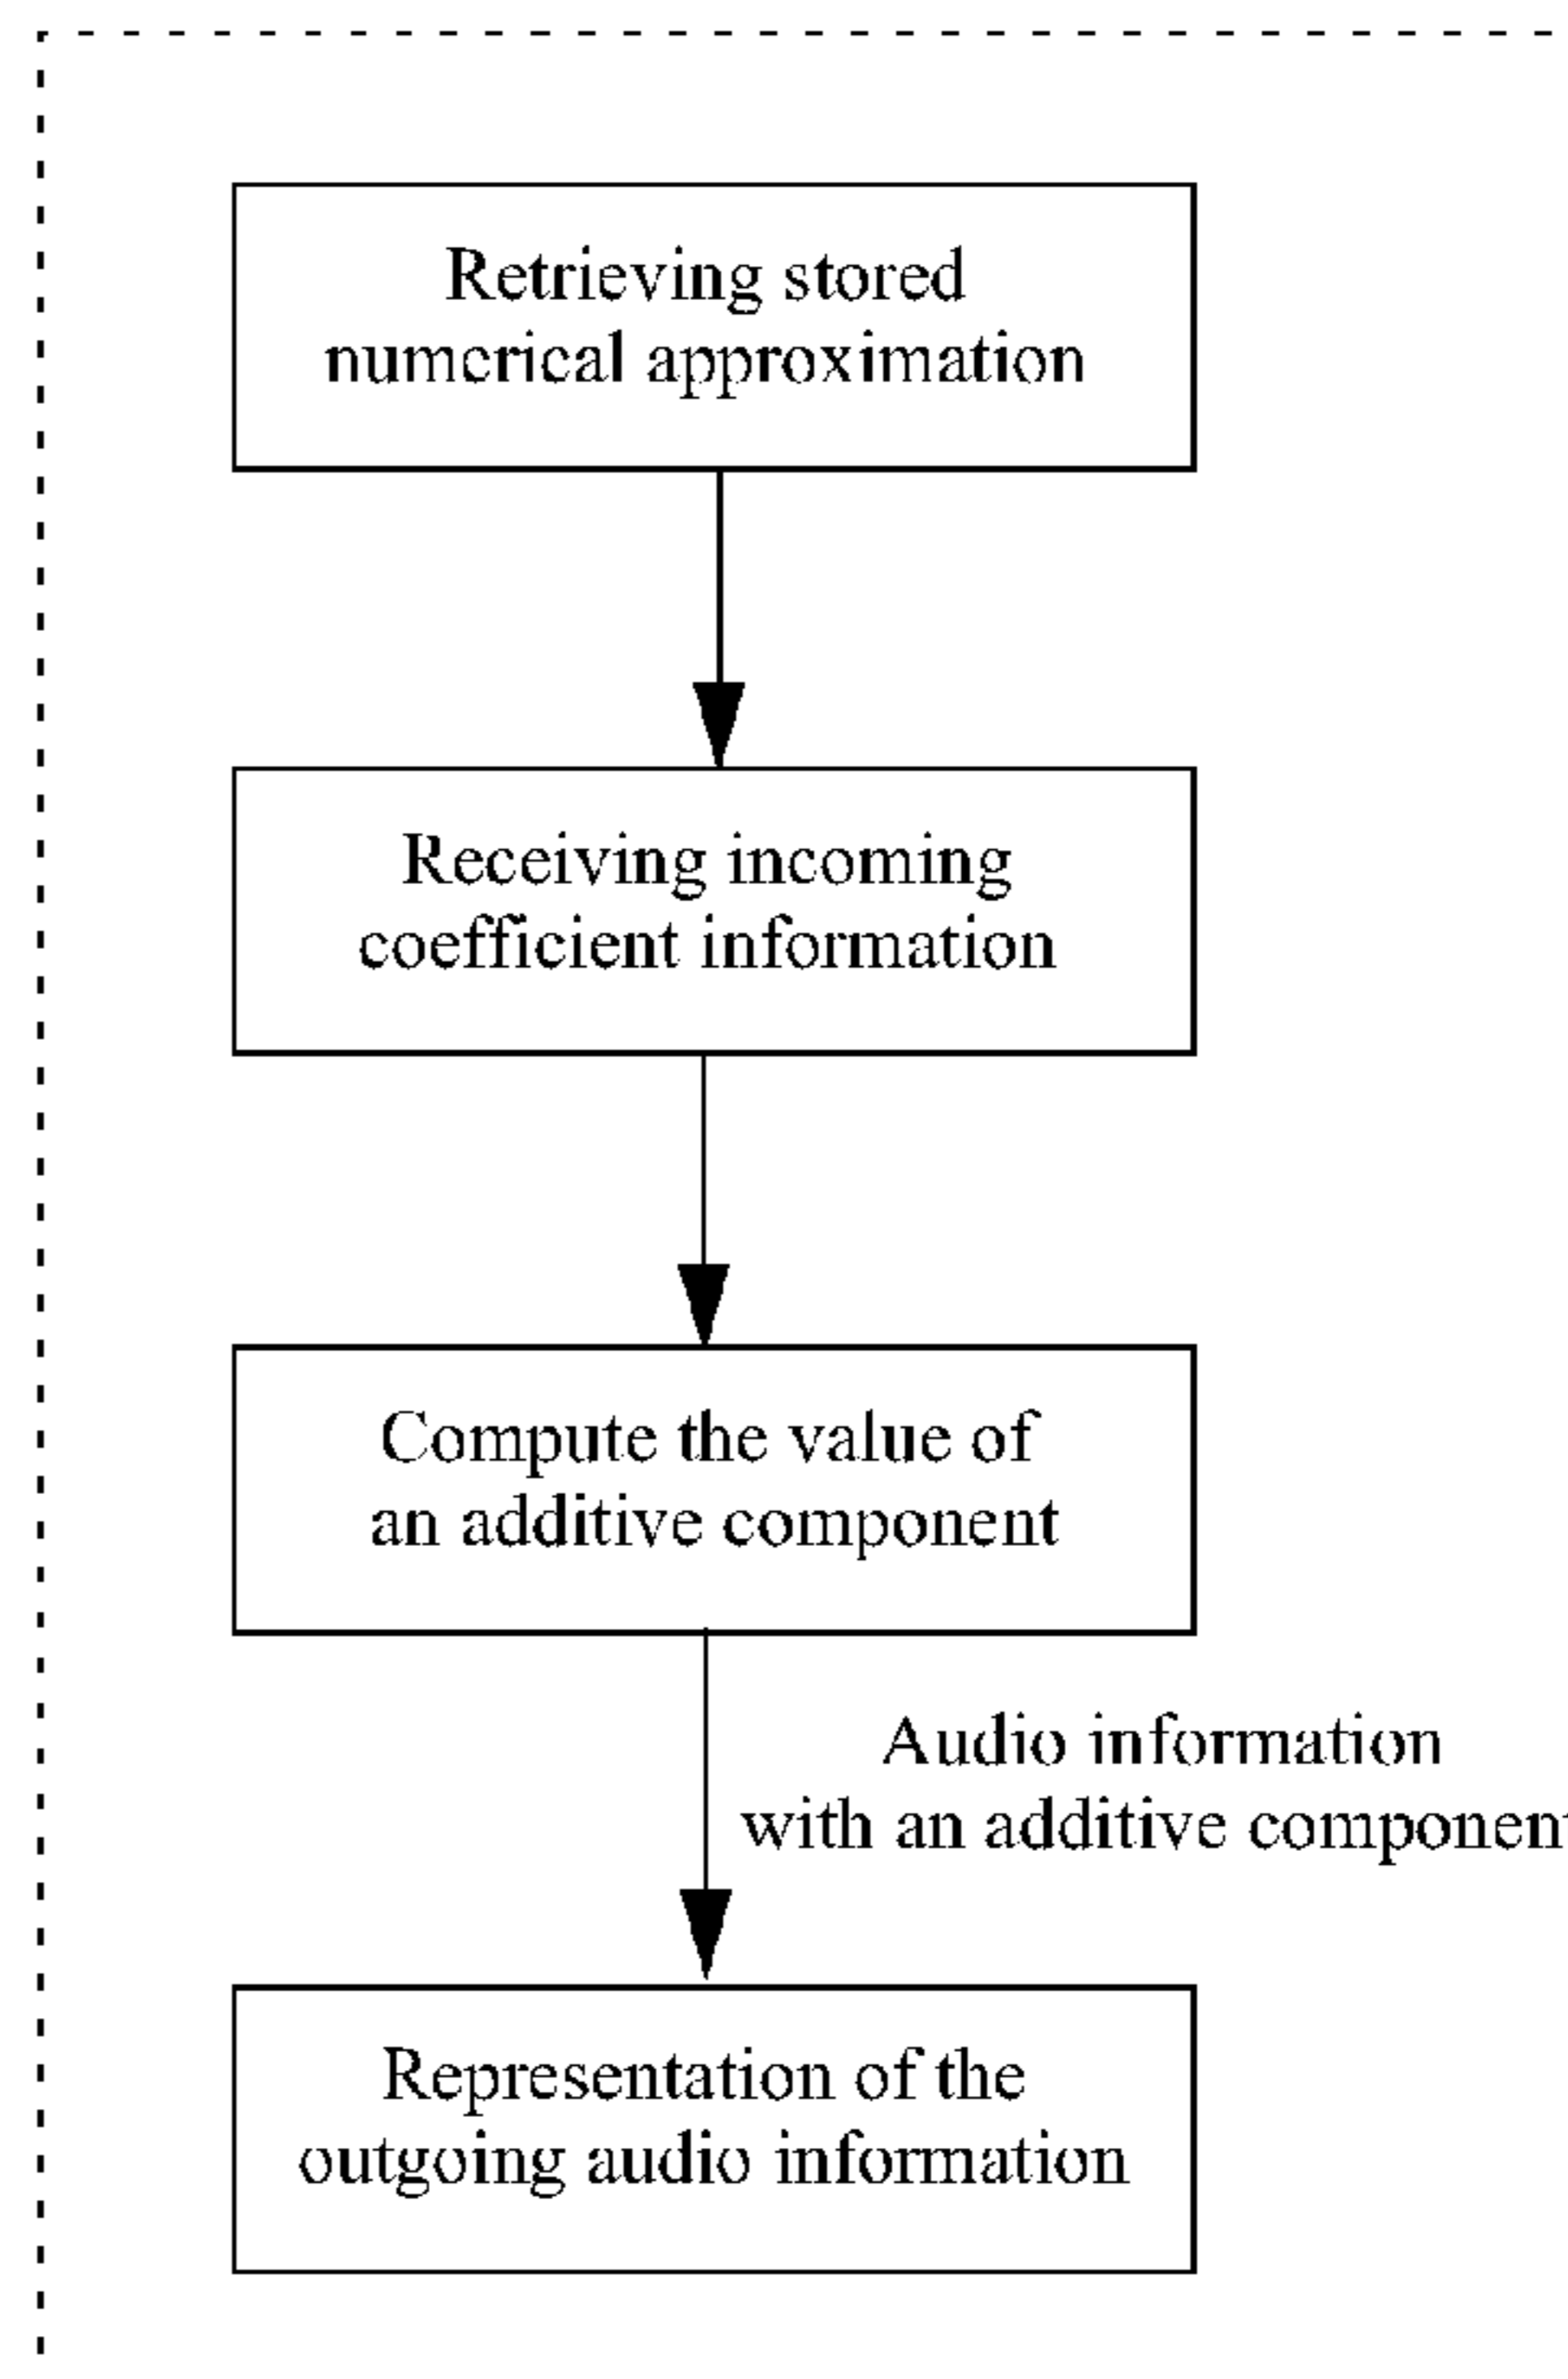 Retrieving stored
numerical approximation
Receiving incoming
coefficient information
Compute the value of
an additive component
Audio information
with an additive component
Representation of the
outgoing audio information